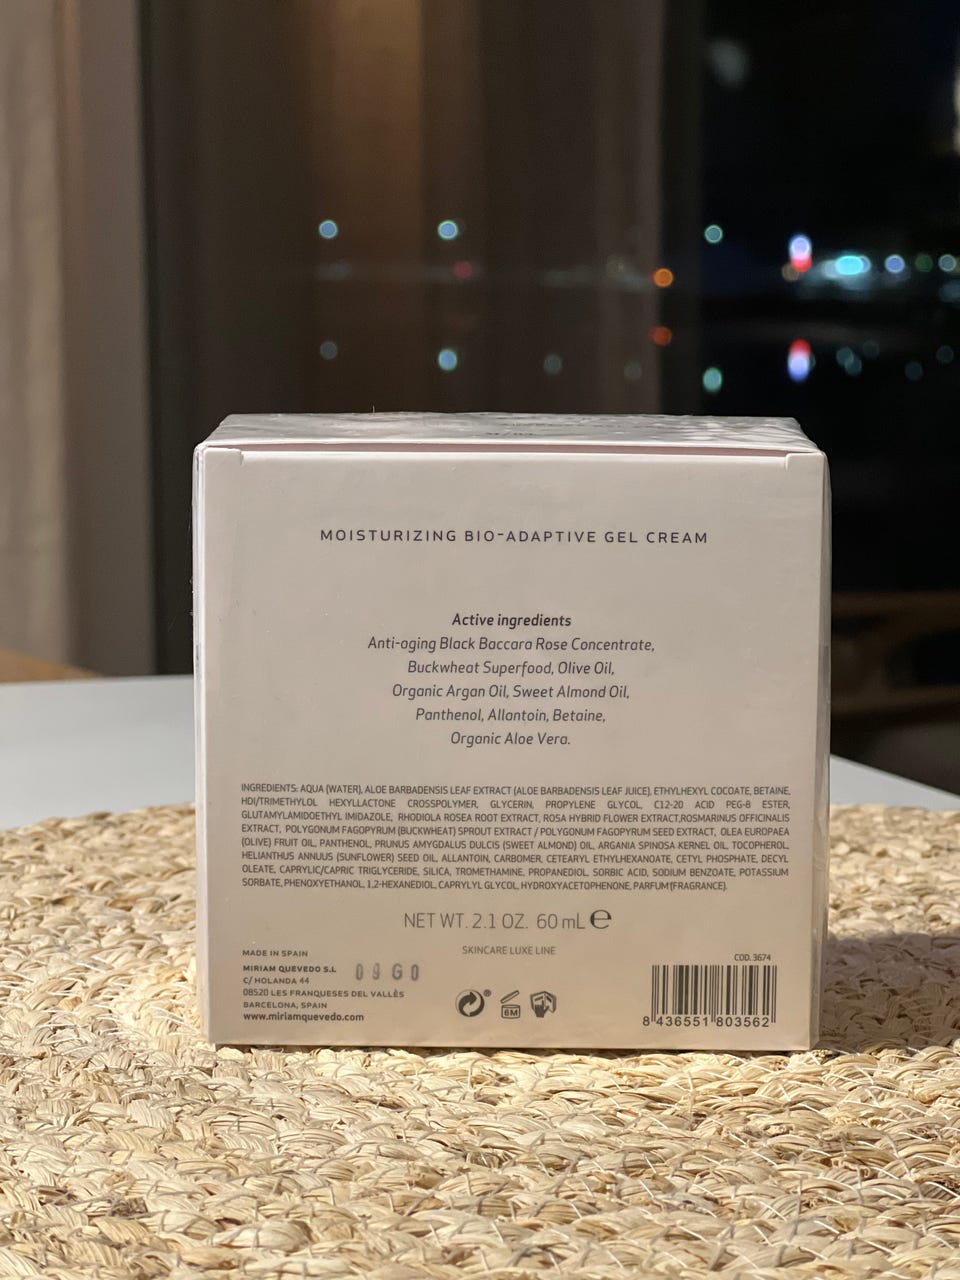 MOISTURIZING BIO-ADAPTIVE GEL CREAM
Active ingredients
Anti-aging Black Baccara Rose Concentrate,
Buckwheat Superfood, Olive Oil,
Organic Argan Oil, Sweet Almond Oil,
Panthenol, Allantoin, Betaine,
Organic Aloe Vera.
INGREDIENTS: AQUA (WATER), ALOE BARBADENSIS LEAF EXTRACT (ALOE BARBADENSIS LEAF JUICE), ETHYLHEXYL COCOATE, BETAINE,
HDI/TRIMETHYLOL HEXYLLACTONE CROSSPOLYMER, GLYCERIN, PROPYLENE GLYCOL, C12-20 ACID PEG-8 ESTER,
GLUTAMYLAMIDOETHYL IMIDAZOLE, RHODIOLA ROSEA ROOT EXTRACT, ROSA HYBRID FLOWER EXTRACT,ROSMARINUS OFFICINALIS
EXTRACT, POLYGONUM FAGOPYRUM (BUCKWHEAT) SPROUT EXTRACT / POLYGONUM FAGOPYRUM SEED EXTRACT, OLEA EUROPAEA
(OLIVE) FRUIT OIL, PANTHENOL, PRUNUS AMYGDALUS DULCIS (SWEET ALMOND) OIL, ARGANIA SPINOSA KERNEL OIL, TOCOPHEROL,
HELIANTHUS ANNUUS (SUNFLOWER) SEED OIL, ALLANTOIN, CARBOMER, CETEARYL ETHYLHEXANOATE, CETYL PHOSPHATE, DECYL
OLEATE, CAPRYLIC/CAPRIC TRIGLYCERIDE, SILICA, TROMETHAMINE, PROPANEDIOL, SORBIC ACID, SODIUM BENZOATE, POTASSIUM
SORBATE, PHENOXYETHANOL, 1,2-HEXANEDIOL, CAPRYLYL GLYCOL, HYDROXYACETOPHENONE, PARFUM(FRAGRANCE).
NET WT. 2.1 OZ. 60 mL ℮
SKINCARE LUXE LINE
MADE IN SPAIN
MIRIAM QUEVEDO S.L
C/ HOLANDA 44
08520 LES FRANQUESES DEL VALLÈS
BARCELONA, SPAIN
www.miriamquevedo.com
09G0
®
6M
COD. 3674
8 436551 803562